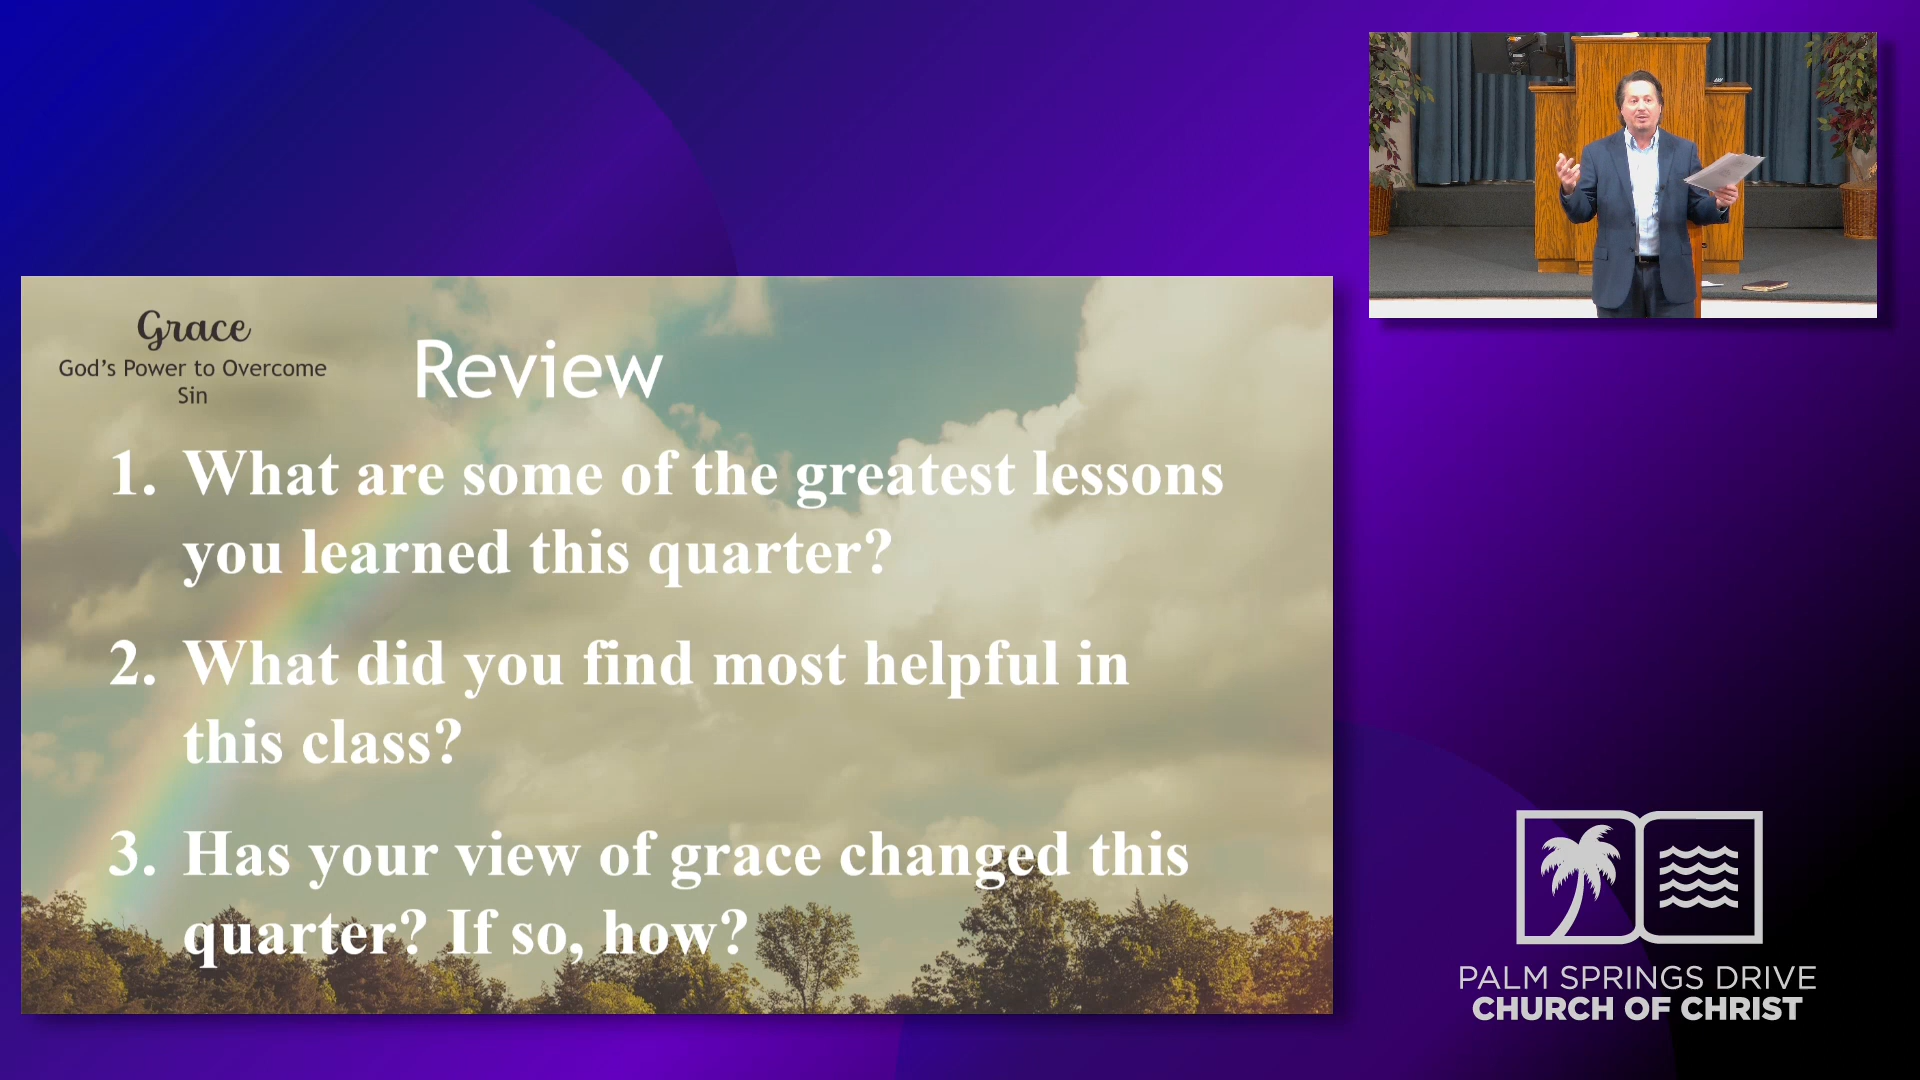 Grace
God's Power to Overcome
Sin
Review
1. What are some of the greatest lessons
you learned this quarter?
2. What did you find most helpful in
this class?
3. Has your view of grace changed this
quarter? If so, how?
PALM SPRINGS DRIVE
CHURCH OF CHRIST